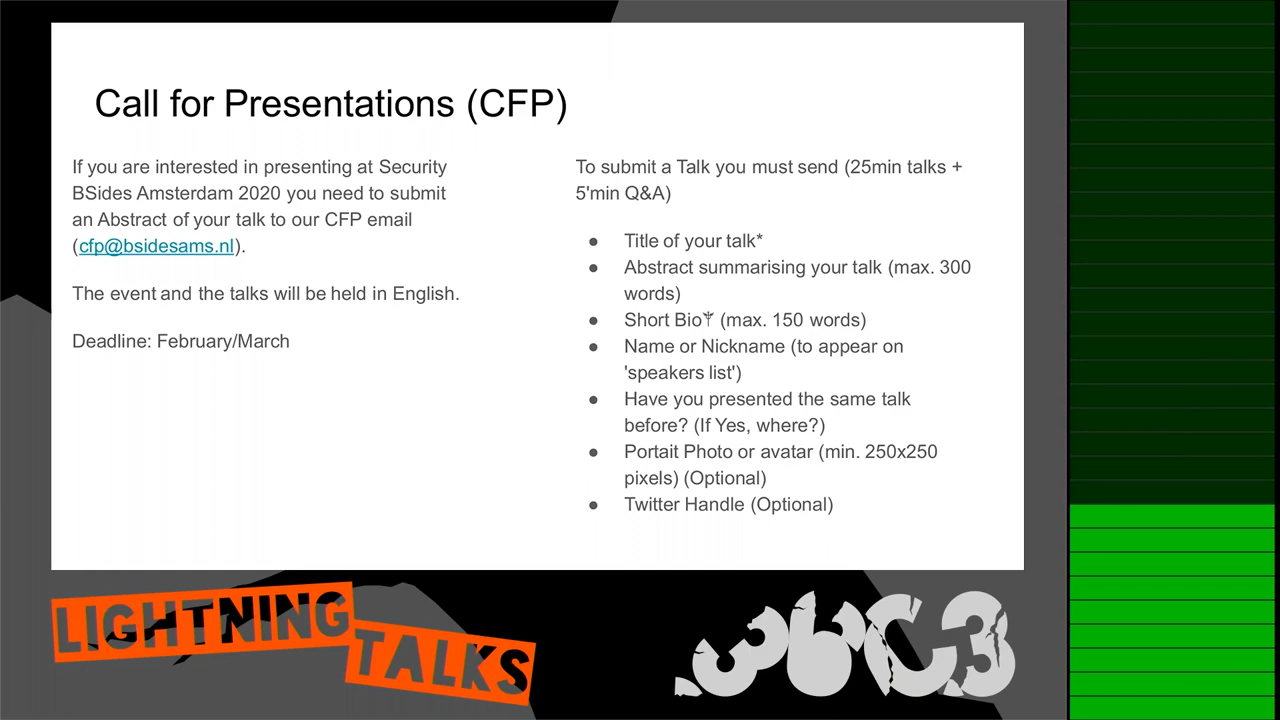 Call for Presentations (CFP)
If you are interested in presenting at Security
BSides Amsterdam 2020 you need to submit
an Abstract of your talk to our CFP email
(cfp@bsidesams.nl).
The event and the talks will be held in English.
Deadline: February/March
To submit a Talk you must send (25min talks +
5'min Q&A)
● Title of your talk*
● Abstract summarising your talk (max. 300
words)
● Short Bio⚚ (max. 150 words)
● Name or Nickname (to appear on
'speakers list')
● Have you presented the same talk
before? (If Yes, where?)
● Portait Photo or avatar (min. 250x250
pixels) (Optional)
● Twitter Handle (Optional)
LIGHTNING
TALKS
36C3